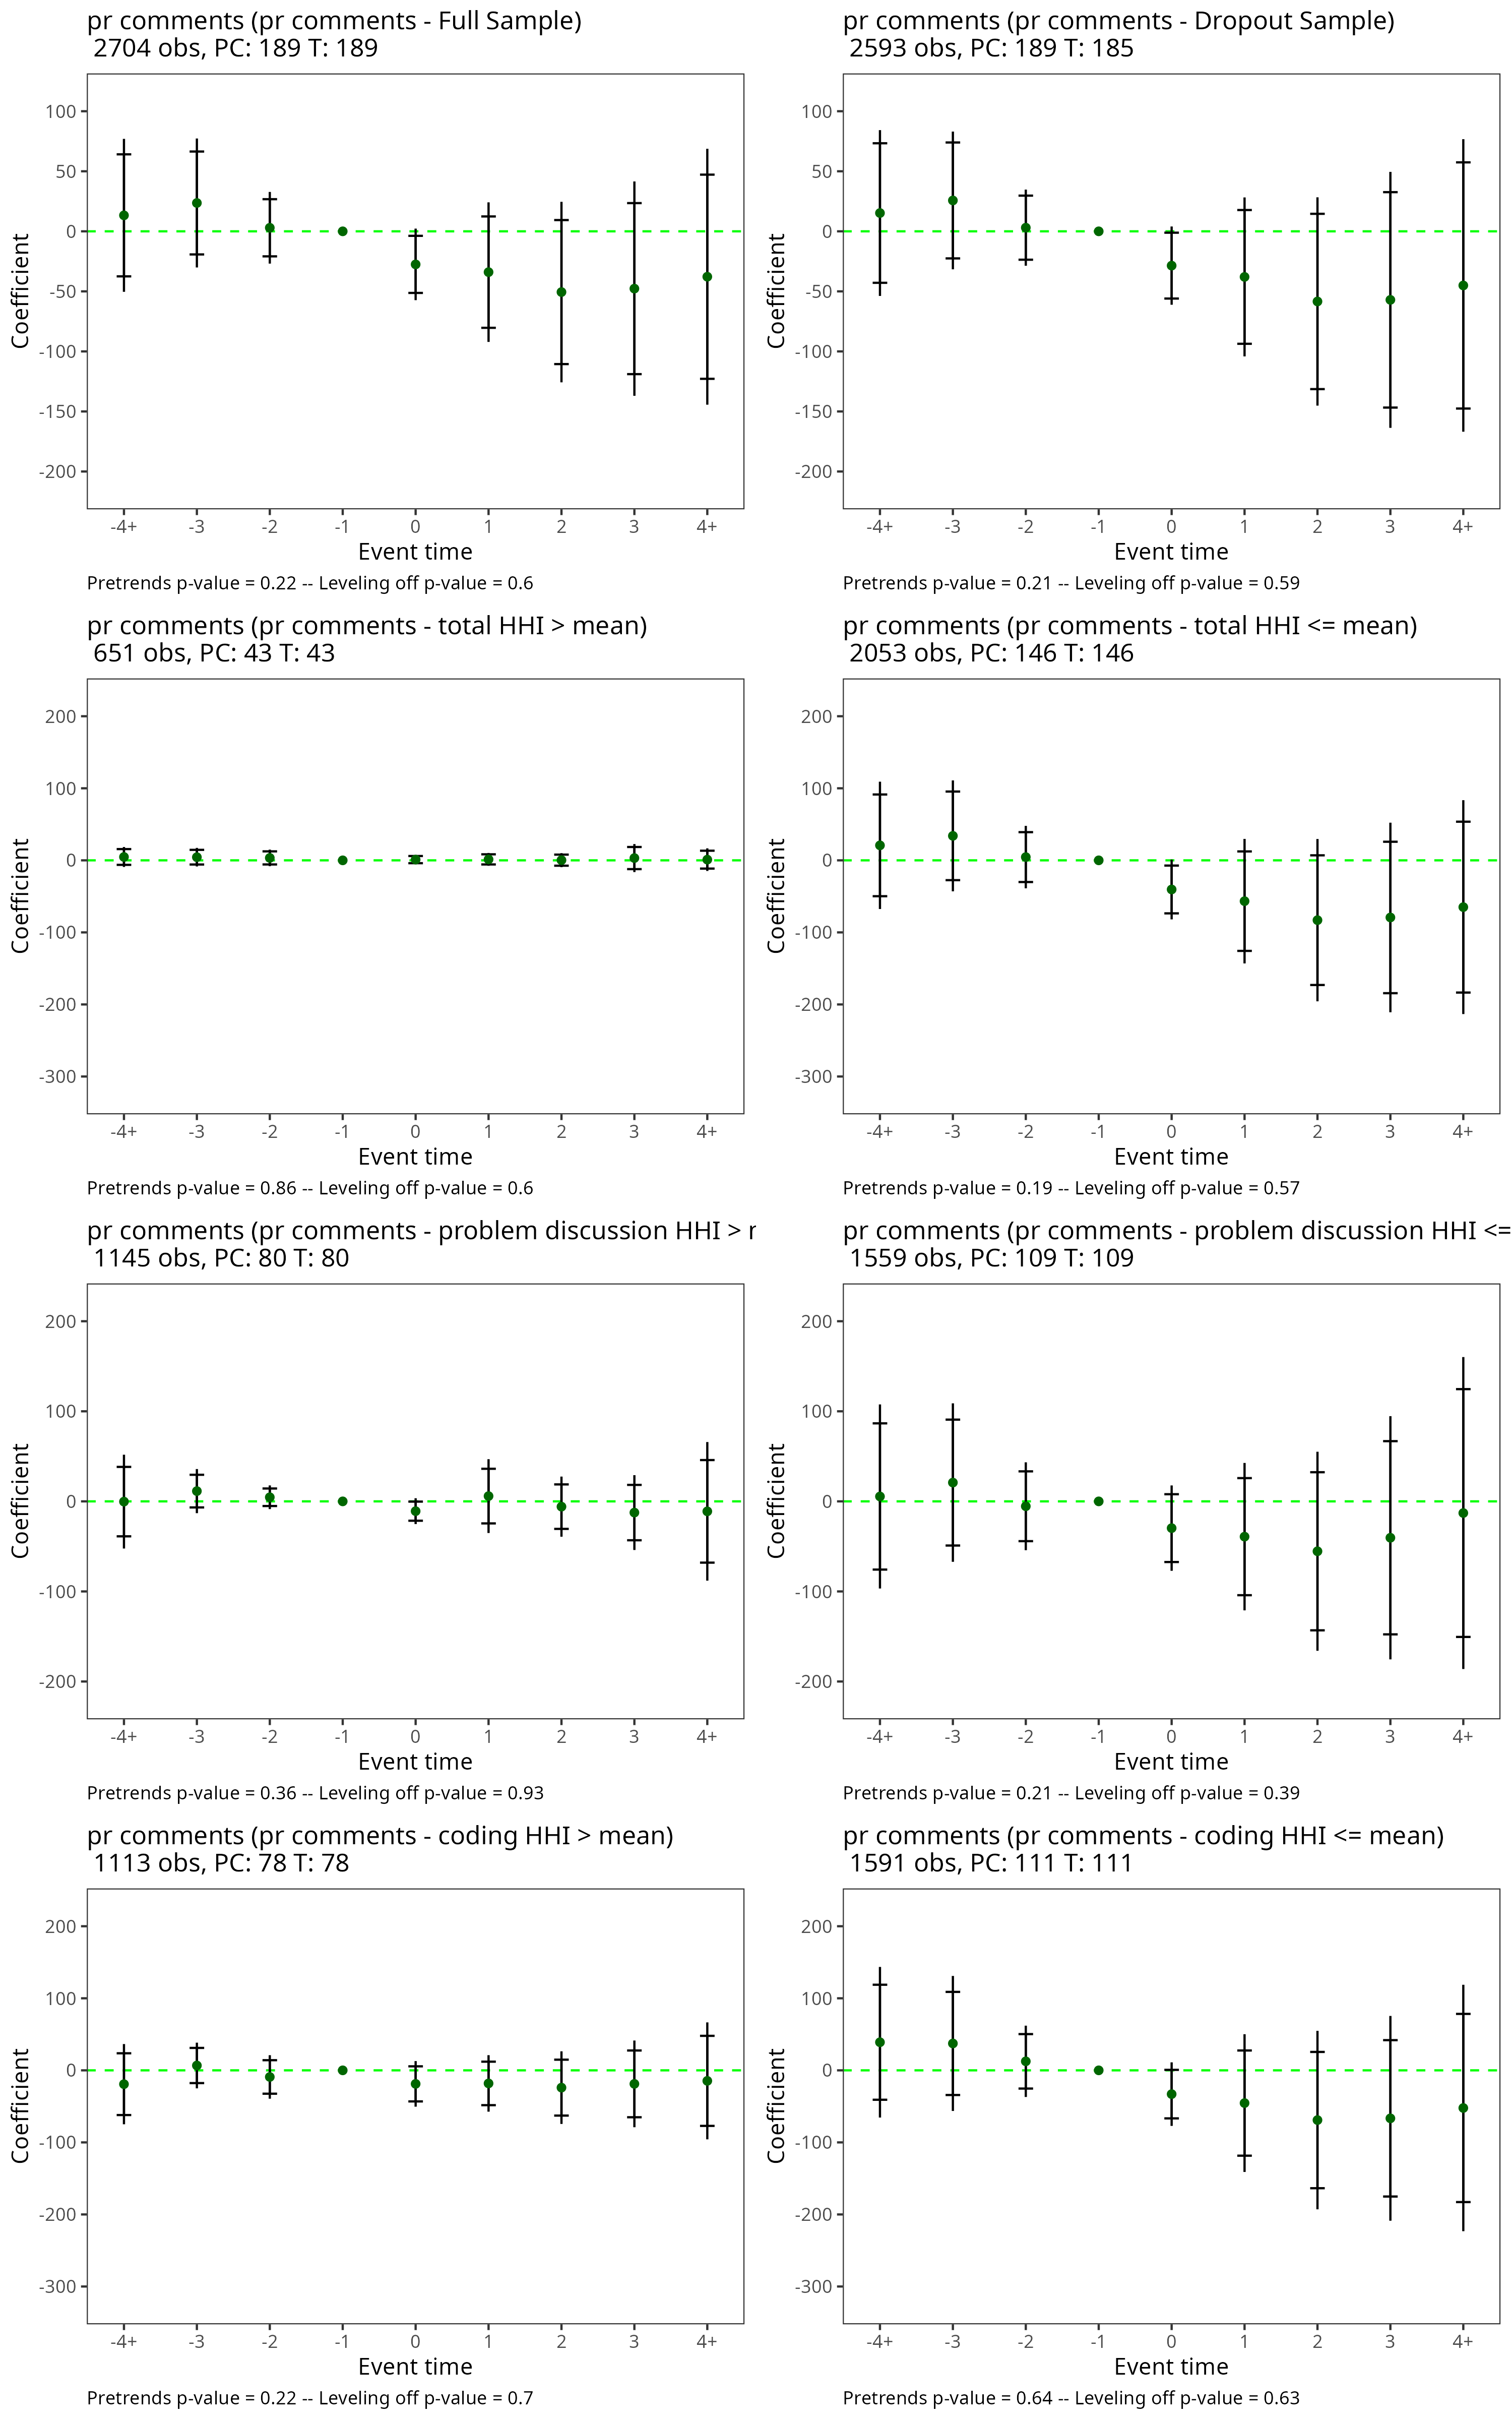 pr comments (pr comments - Full Sample)
2704 obs, PC: 189 T: 189
Coefficient
100
50
0
-50
-100
-150
-200
-4+ -3 -2 -1 0 1 2 3 4+
Event time
Pretrends p-value = 0.22 -- Leveling off p-value = 0.6
pr comments (pr comments - Dropout Sample)
2593 obs, PC: 189 T: 185
Coefficient
100
50
0
-50
-100
-150
-200
-4+ -3 -2 -1 0 1 2 3 4+
Event time
Pretrends p-value = 0.21 -- Leveling off p-value = 0.59
pr comments (pr comments - total HHI > mean)
651 obs, PC: 43 T: 43
Coefficient
200
100
0
-100
-200
-300
-4+ -3 -2 -1 0 1 2 3 4+
Event time
Pretrends p-value = 0.86 -- Leveling off p-value = 0.6
pr comments (pr comments - total HHI <= mean)
2053 obs, PC: 146 T: 146
Coefficient
200
100
0
-100
-200
-300
-4+ -3 -2 -1 0 1 2 3 4+
Event time
Pretrends p-value = 0.19 -- Leveling off p-value = 0.57
pr comments (pr comments - problem discussion HHI >
1145 obs, PC: 80 T: 80
Coefficient
200
100
0
-100
-200
-4+ -3 -2 -1 0 1 2 3 4+
Event time
Pretrends p-value = 0.36 -- Leveling off p-value = 0.93
pr comments (pr comments - problem discussion HHI <=
1559 obs, PC: 109 T: 109
Coefficient
200
100
0
-100
-200
-4+ -3 -2 -1 0 1 2 3 4+
Event time
Pretrends p-value = 0.21 -- Leveling off p-value = 0.39
pr comments (pr comments - coding HHI > mean)
1113 obs, PC: 78 T: 78
Coefficient
200
100
0
-100
-200
-300
-4+ -3 -2 -1 0 1 2 3 4+
Event time
Pretrends p-value = 0.22 -- Leveling off p-value = 0.7
pr comments (pr comments - coding HHI <= mean)
1591 obs, PC: 111 T: 111
Coefficient
200
100
0
-100
-200
-300
-4+ -3 -2 -1 0 1 2 3 4+
Event time
Pretrends p-value = 0.64 -- Leveling off p-value = 0.63